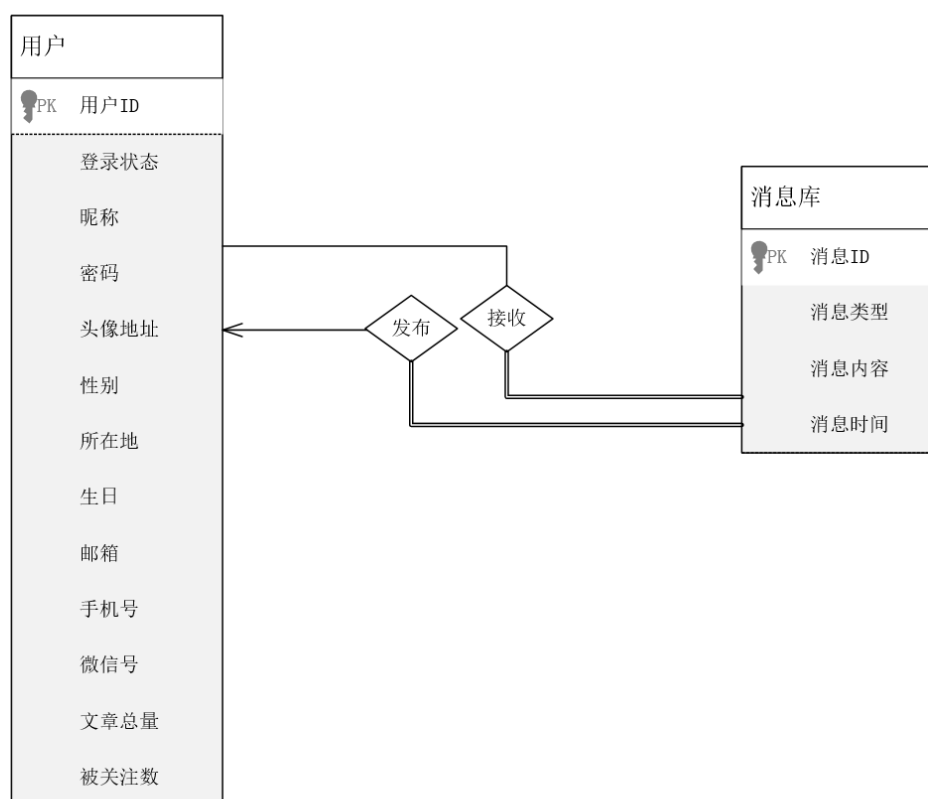 用户
PK 用户ID
登录状态
昵称
密码
头像地址
性别
所在地
生日
邮箱
手机号
微信号
文章总量
被关注数
发布
接收
消息库
PK 消息ID
消息类型
消息内容
消息时间